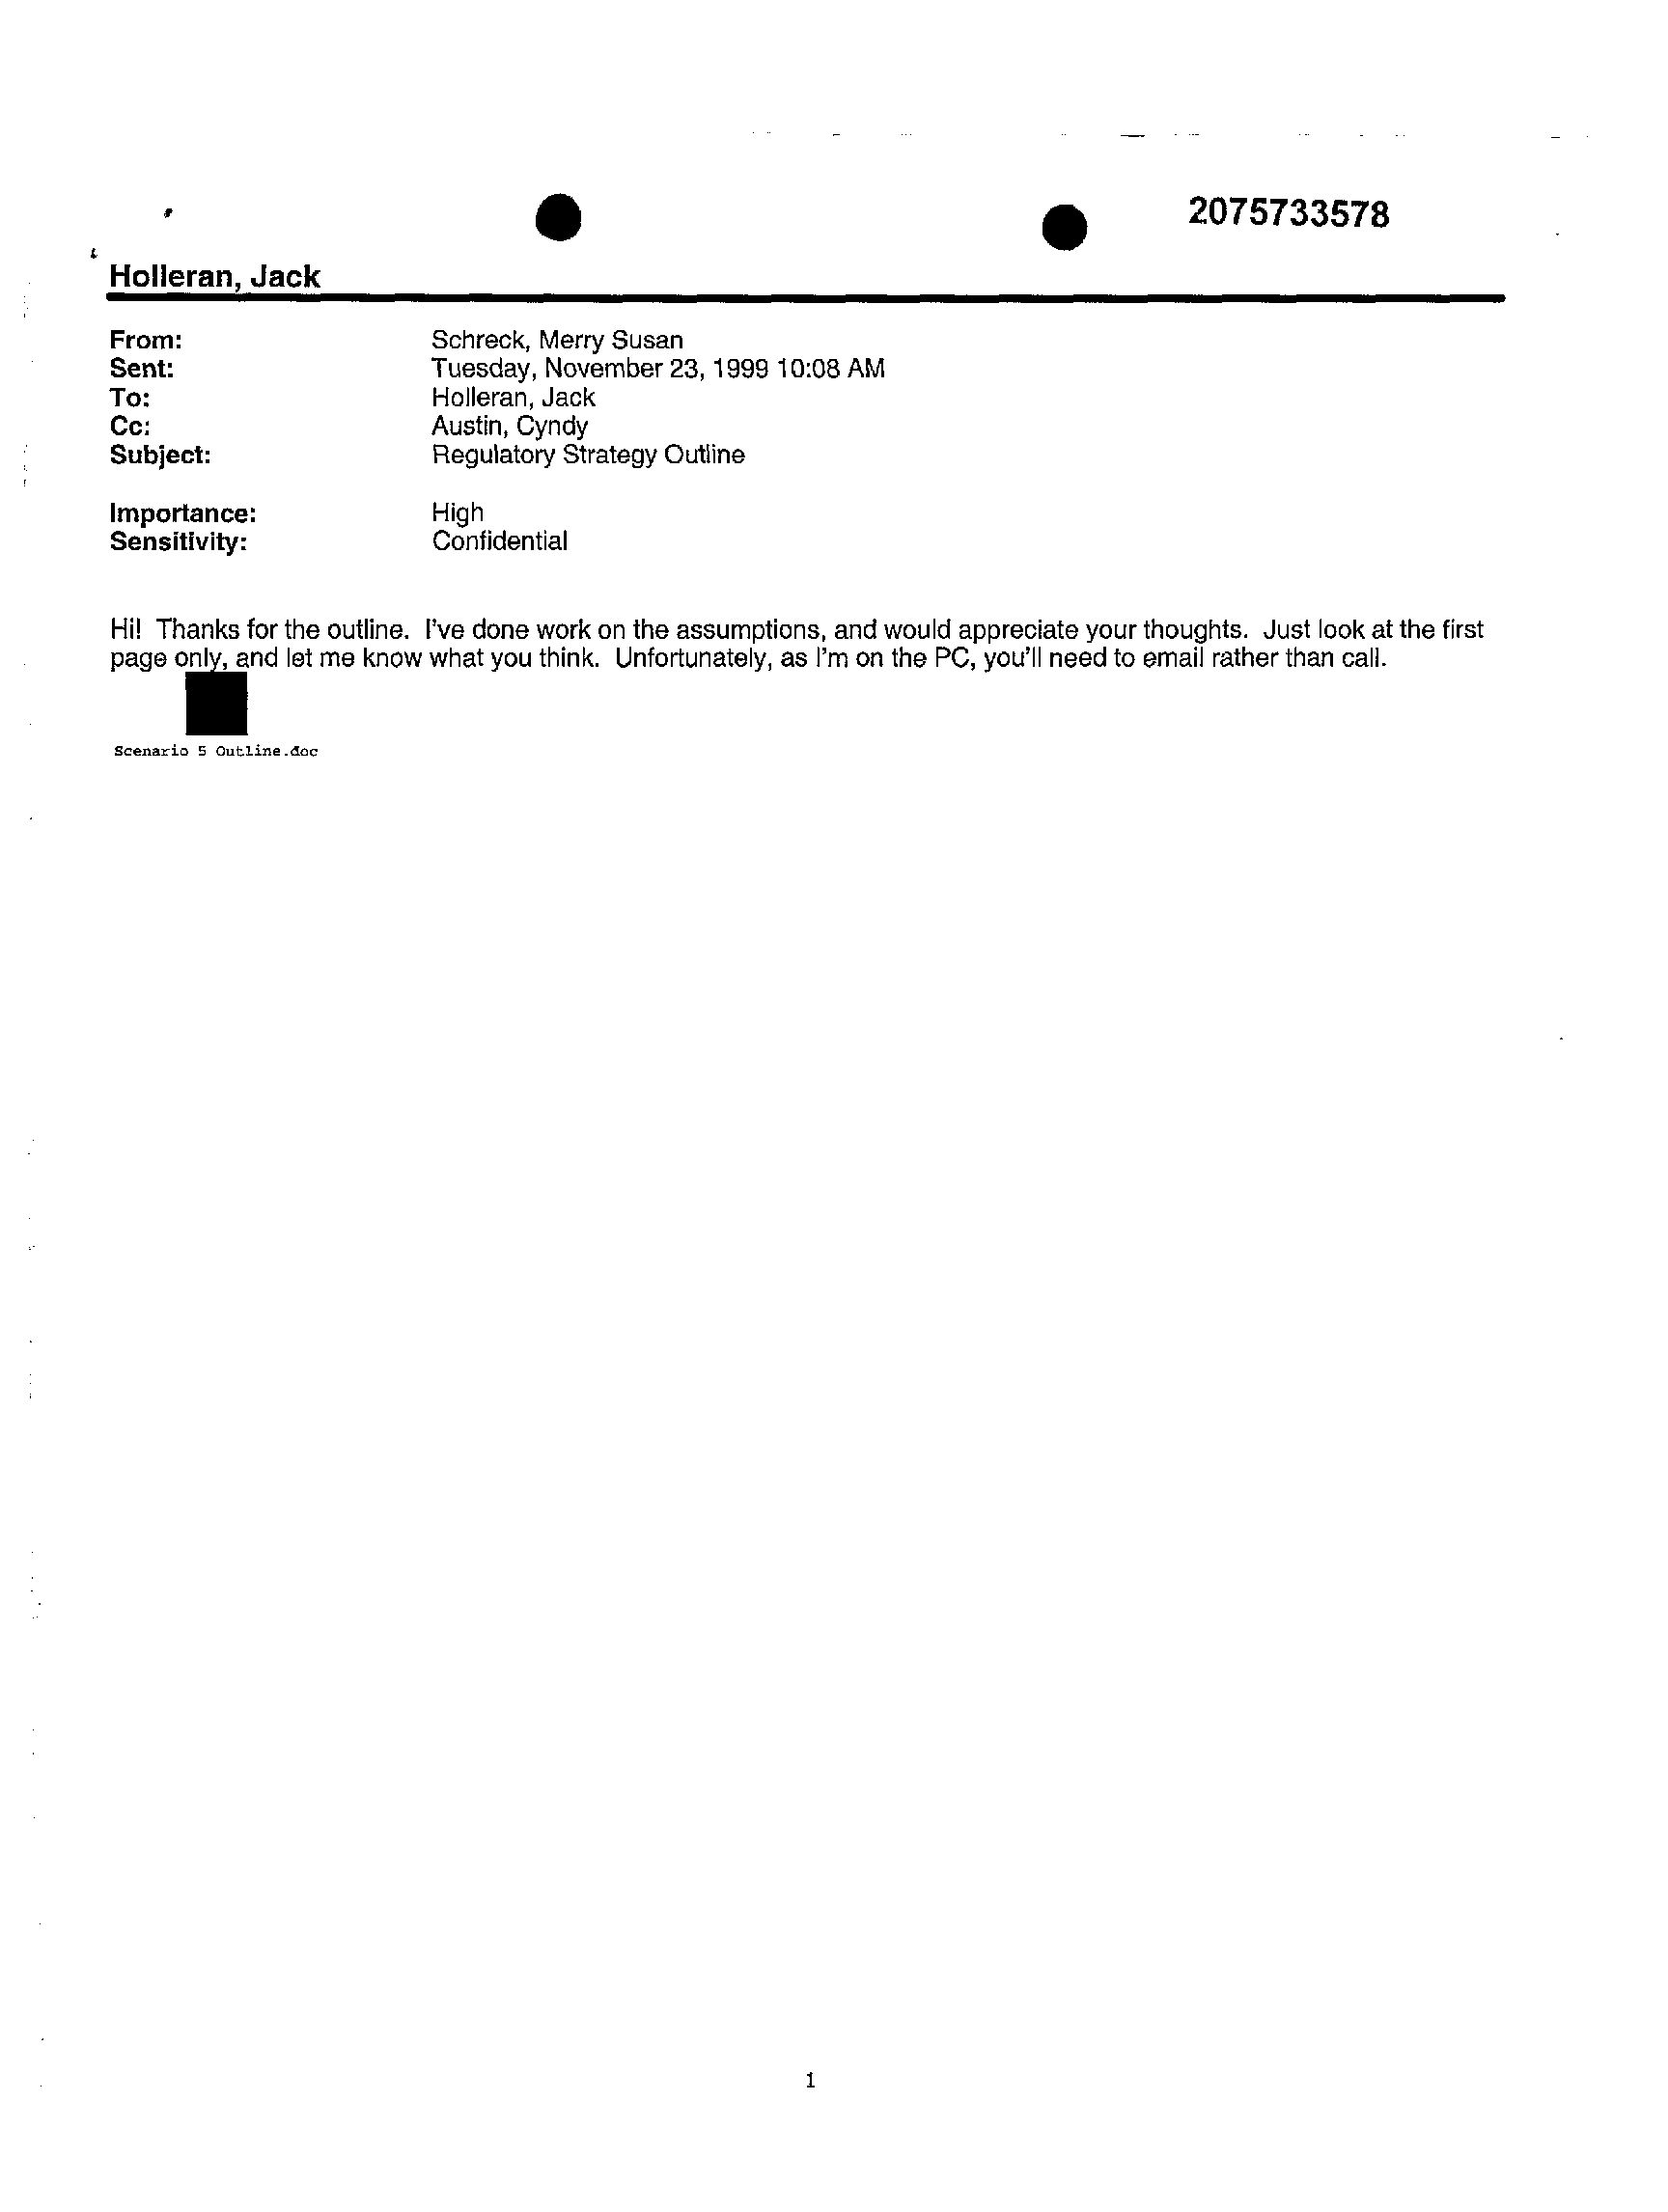 2075733578
Holleran, Jack
From: Schreck, Merry Susan
Sent: Tuesday, November 23, 1999 10:08 AM
To: Holleran, Jack
Cc: Austin, Cyndy
Subject: Regulatory Strategy Outline
Importance: High
Sensitivity: Confidential
Hi!  Thanks for the outline.  I've done work on the assumptions, and would appreciate your thoughts.  Just look at the first
page only, and let me know what you think.  Unfortunately, as I'm on the PC, you'll need to email rather than call.
Scenario 5 Outline.doc
1